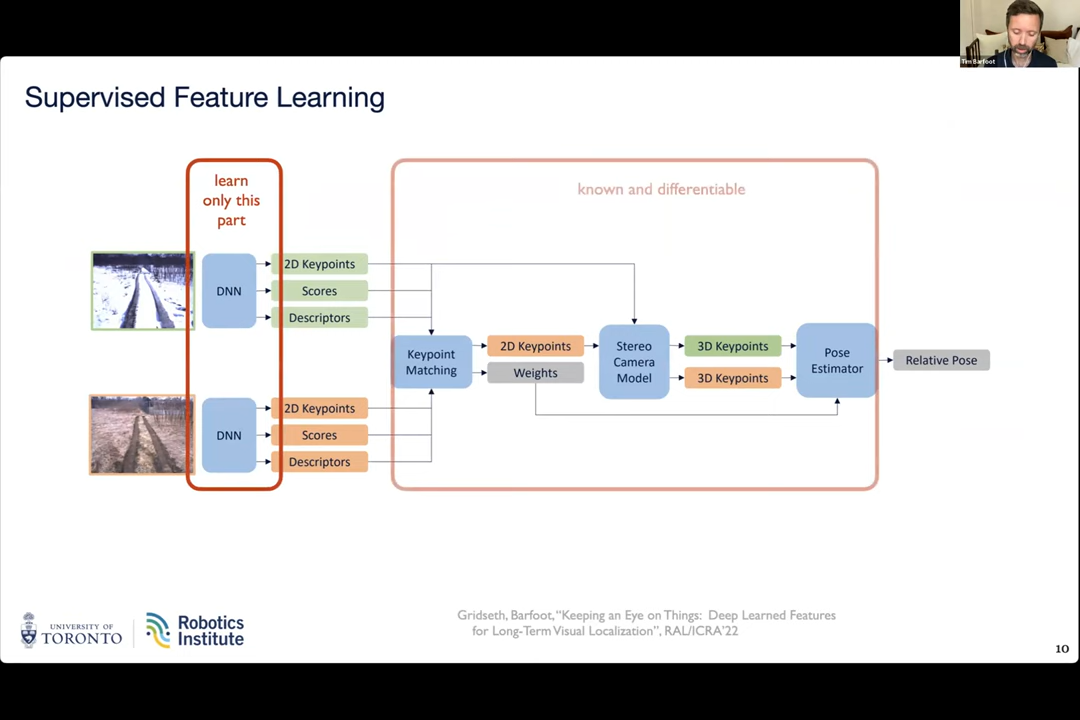 Tim Barfoot
Supervised Feature Learning
learn
only this
part
known and differentiable
DNN
2D Keypoints
Scores
Descriptors
Keypoint
Matching
2D Keypoints
Weights
Stereo
Camera
Model
3D Keypoints
3D Keypoints
Pose
Estimator
Relative Pose
DNN
2D Keypoints
Scores
Descriptors
UNIVERSITY OF
TORONTO
Robotics
Institute
Gridseth, Barfoot, “Keeping an Eye on Things: Deep Learned Features
for Long-Term Visual Localization”, RAL/ICRA’22
10